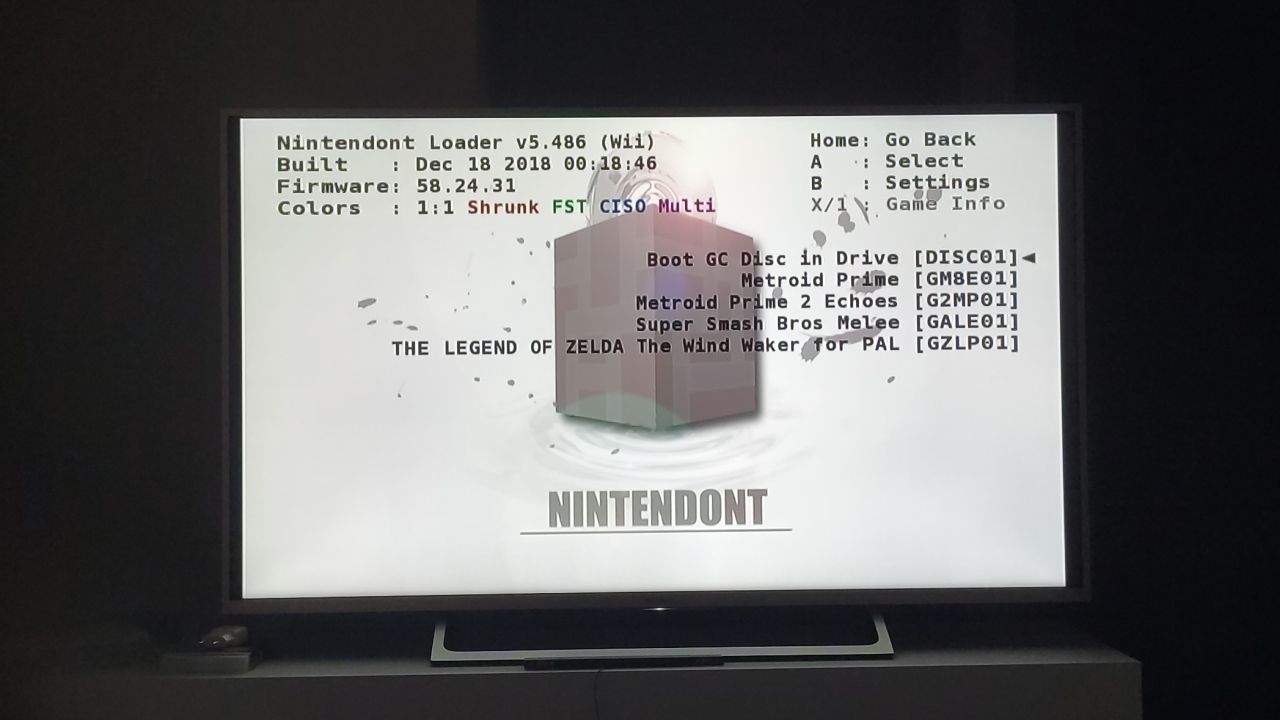 Nintendont Loader v5.486 (Wii)
Built : Dec 18 2018 00:18:46
Firmware: 58.24.31
Colors : 1:1 Shrunk FST CISO Multi
Home: Go Back
A : Select
B : Settings
X/1 : Game Info
Boot GC Disc in Drive [DISC01]◄
Metroid Prime [GM8E01]
Metroid Prime 2 Echoes [G2MP01]
Super Smash Bros Melee [GALE01]
THE LEGEND OF ZELDA The Wind Waker for PAL [GZLP01]
NINTENDONT